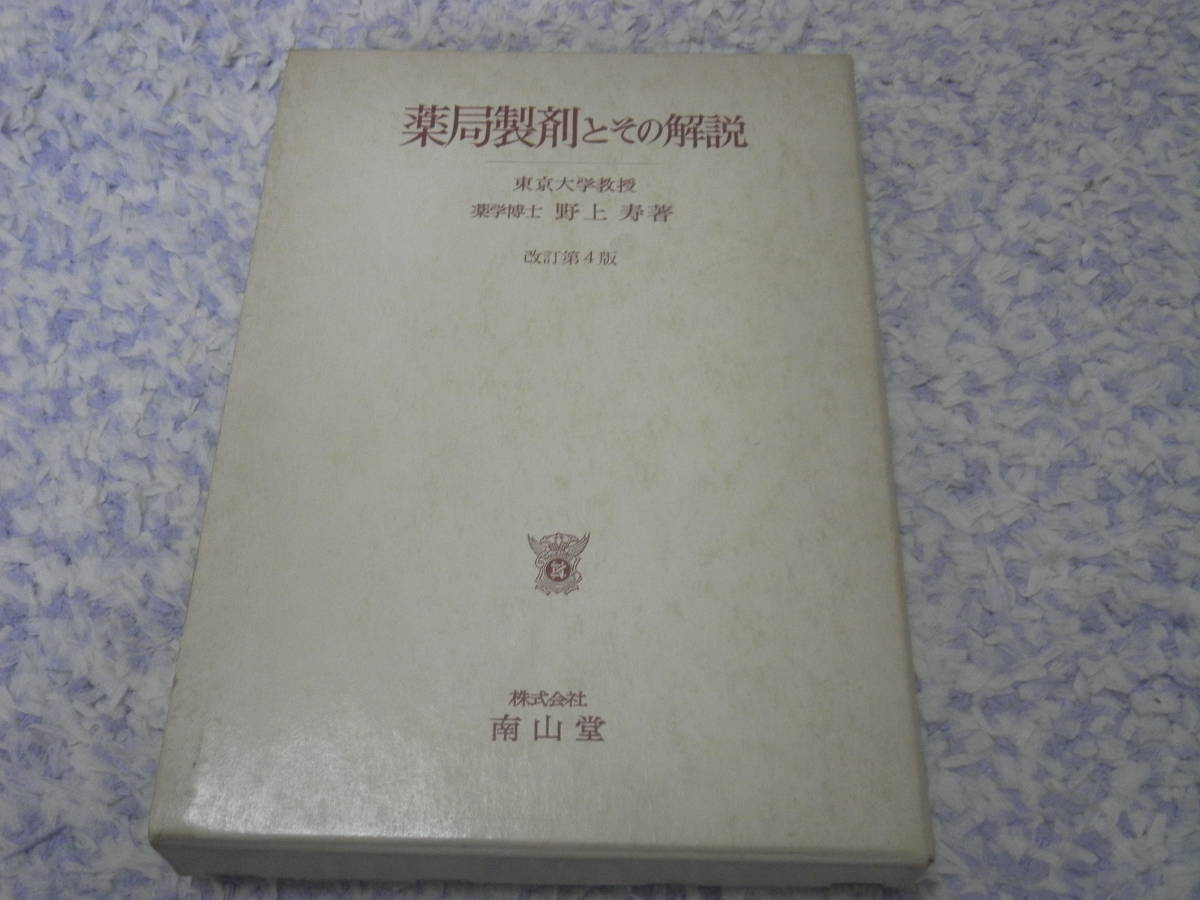 薬局製剤とその解説
東京大学教授
薬学博士 野上 寿著
改訂第4版
株式会社
南山堂